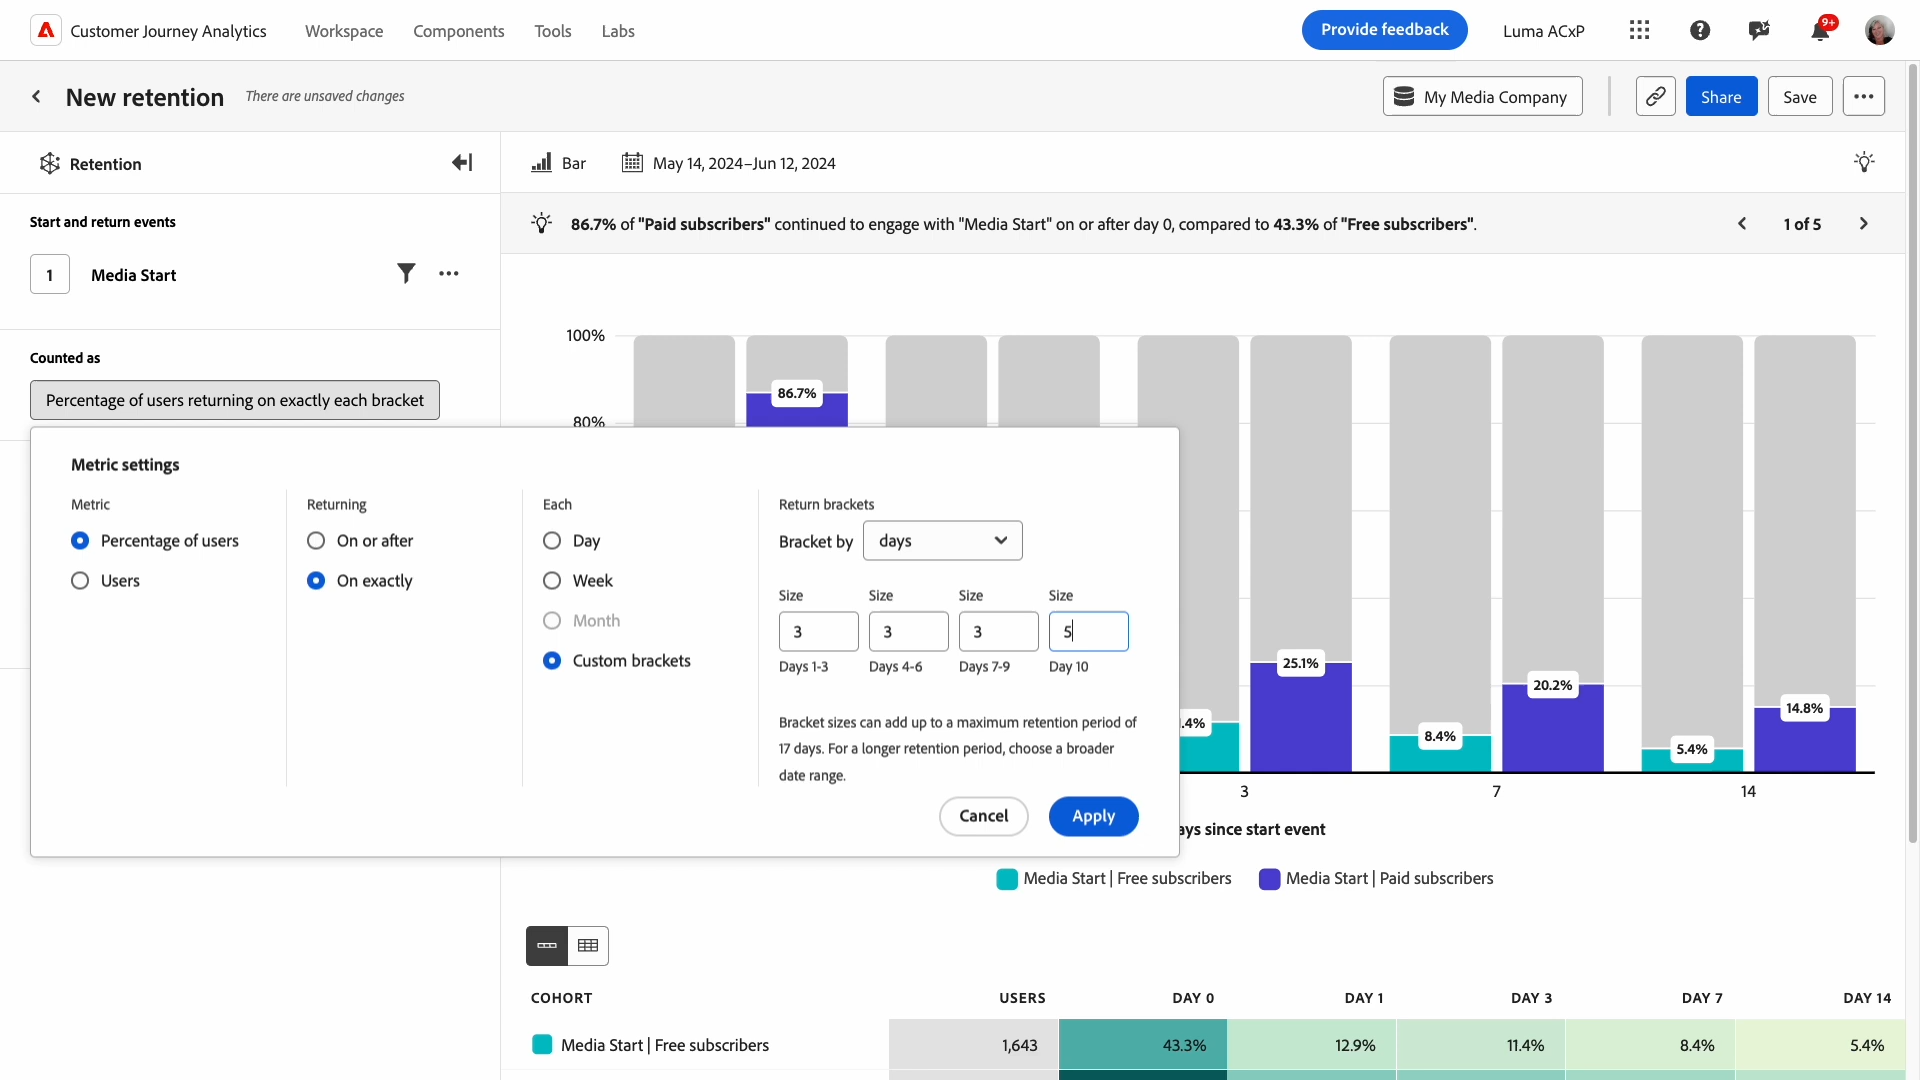 Customer Journey Analytics
Workspace
Components
Tools
Labs
Provide feedback
Luma ACxP
9+
New retention
There are unsaved changes
My Media Company
Share
Save
Retention
Bar
May 14, 2024–Jun 12, 2024
Start and return events
86.7% of "Paid subscribers" continued to engage with "Media Start" on or after day 0, compared to 43.3% of "Free subscribers".
1 of 5
1
Media Start
Counted as
Percentage of users returning on exactly each bracket
100%
80%
86.7%
Metric settings
Metric
Percentage of users
Users
Returning
On or after
On exactly
Each
Day
Week
Month
Custom brackets
Return brackets
Bracket by
days
Size
Size
Size
Size
3
3
3
5
Days 1-3
Days 4-6
Days 7-9
Day 10
Bracket sizes can add up to a maximum retention period of
17 days. For a longer retention period, choose a broader
date range.
Cancel
Apply
.4%
25.1%
8.4%
20.2%
5.4%
14.8%
3
7
14
ays since start event
Media Start | Free subscribers
Media Start | Paid subscribers
COHORT
USERS
DAY 0
DAY 1
DAY 3
DAY 7
DAY 14
Media Start | Free subscribers
1,643
43.3%
12.9%
11.4%
8.4%
5.4%